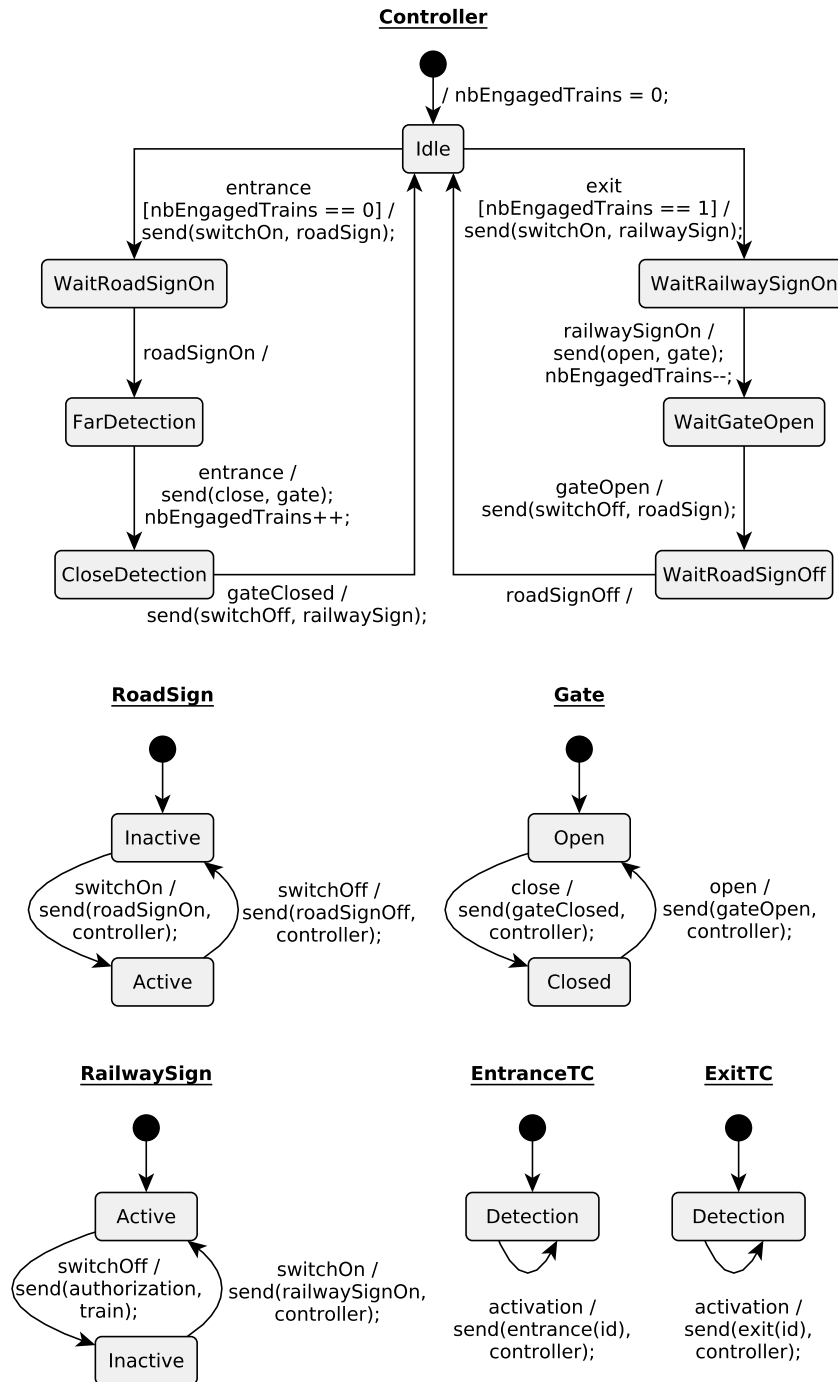 Controller
/ nbEngagedTrains = 0;
Idle
entrance
[nbEngagedTrains == 0] /
send(switchOn, roadSign);
exit
[nbEngagedTrains == 1] /
send(switchOn, railwaySign);
WaitRoadSignOn
WaitRailwaySignOn
roadSignOn /
railwaySignOn /
send(open, gate);
nbEngagedTrains--;
FarDetection
WaitGateOpen
entrance /
send(close, gate);
nbEngagedTrains++;
gateOpen /
send(switchOff, roadSign);
CloseDetection
WaitRoadSignOff
gateClosed /
send(switchOff, railwaySign);
roadSignOff /
RoadSign
Inactive
switchOn /
send(roadSignOn,
controller);
switchOff /
send(roadSignOff,
controller);
Active
Gate
Open
close /
send(gateClosed,
controller);
open /
send(gateOpen,
controller);
Closed
RailwaySign
Active
switchOff /
send(authorization,
train);
switchOn /
send(railwaySignOn,
controller);
Inactive
EntranceTC
Detection
activation /
send(entrance(id),
controller);
ExitTC
Detection
activation /
send(exit(id),
controller);